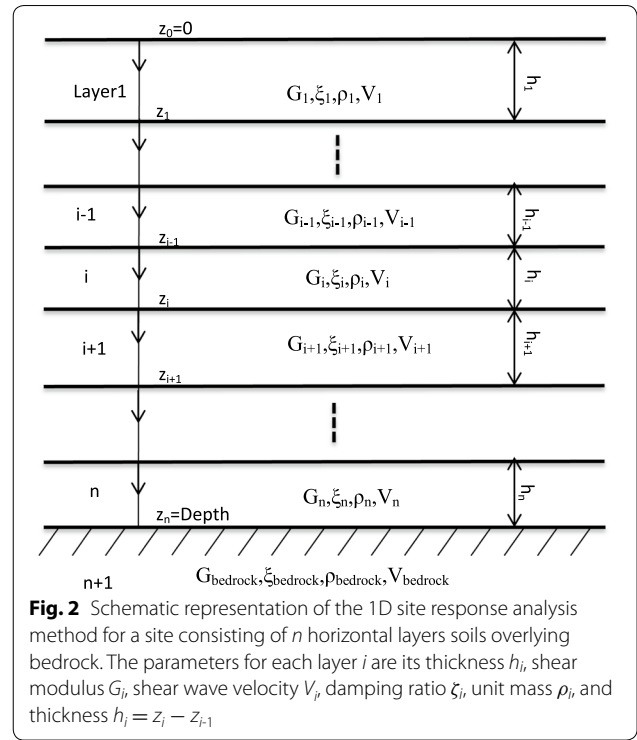 z₀=0
Layer1
G₁,ξ₁,ρ₁,V₁
h₁
z₁
i-1
Gᵢ₋₁,ξᵢ₋₁,ρᵢ₋₁,Vᵢ₋₁
hᵢ₋₁
zᵢ₋₁
i
Gᵢ,ξᵢ,ρᵢ,Vᵢ
hᵢ
zᵢ
i+1
Gᵢ₊₁,ξᵢ₊₁,ρᵢ₊₁,Vᵢ₊₁
hᵢ₊₁
zᵢ₊₁
n
Gₙ,ξₙ,ρₙ,Vₙ
hₙ
zₙ=Depth
n+1
G_bedrock,ξ_bedrock,ρ_bedrock,V_bedrock
Fig. 2 Schematic representation of the 1D site response analysis
method for a site consisting of n horizontal layers soils overlying
bedrock. The parameters for each layer i are its thickness hᵢ, shear
modulus Gᵢ, shear wave velocity Vᵢ, damping ratio ζᵢ, unit mass ρᵢ, and
thickness hᵢ = zᵢ − zᵢ₋₁